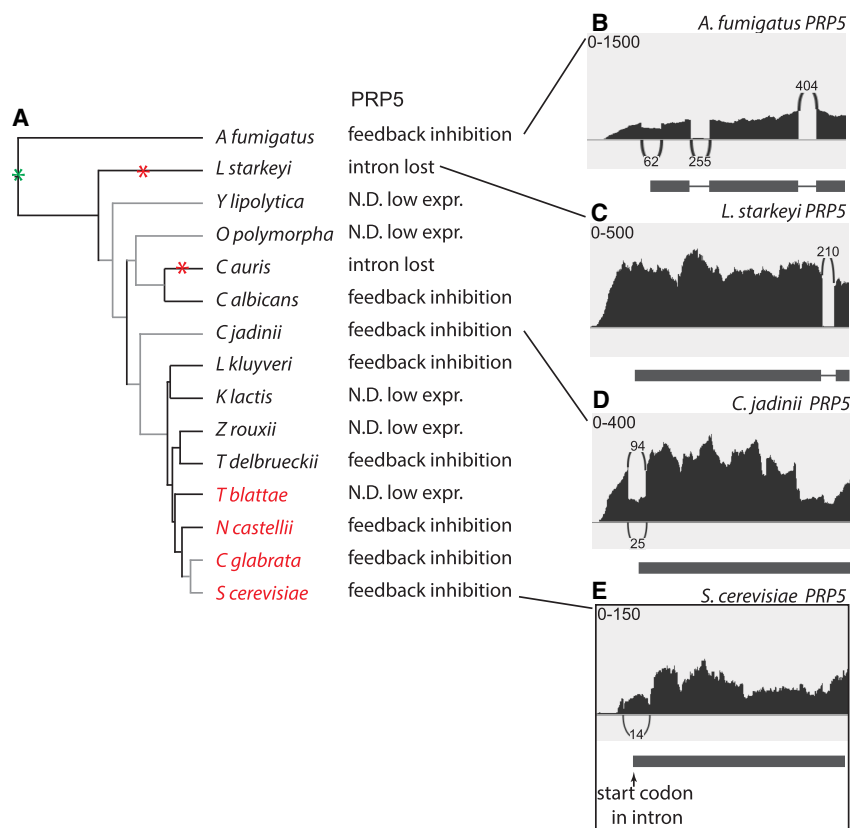 A
PRP5
A fumigatus feedback inhibition
L starkeyi intron lost
Y lipolytica N.D. low expr.
O polymorpha N.D. low expr.
C auris intron lost
C albicans feedback inhibition
C jadinii feedback inhibition
L kluyveri feedback inhibition
K lactis N.D. low expr.
Z rouxii N.D. low expr.
T delbrueckii feedback inhibition
T blattae N.D. low expr.
N castellii feedback inhibition
C glabrata feedback inhibition
S cerevisiae feedback inhibition
B A. fumigatus PRP5
0-1500
404
62 255
C L. starkeyi PRP5
0-500
210
D C. jadinii PRP5
0-400
94
25
E S. cerevisiae PRP5
0-150
14
start codon
in intron